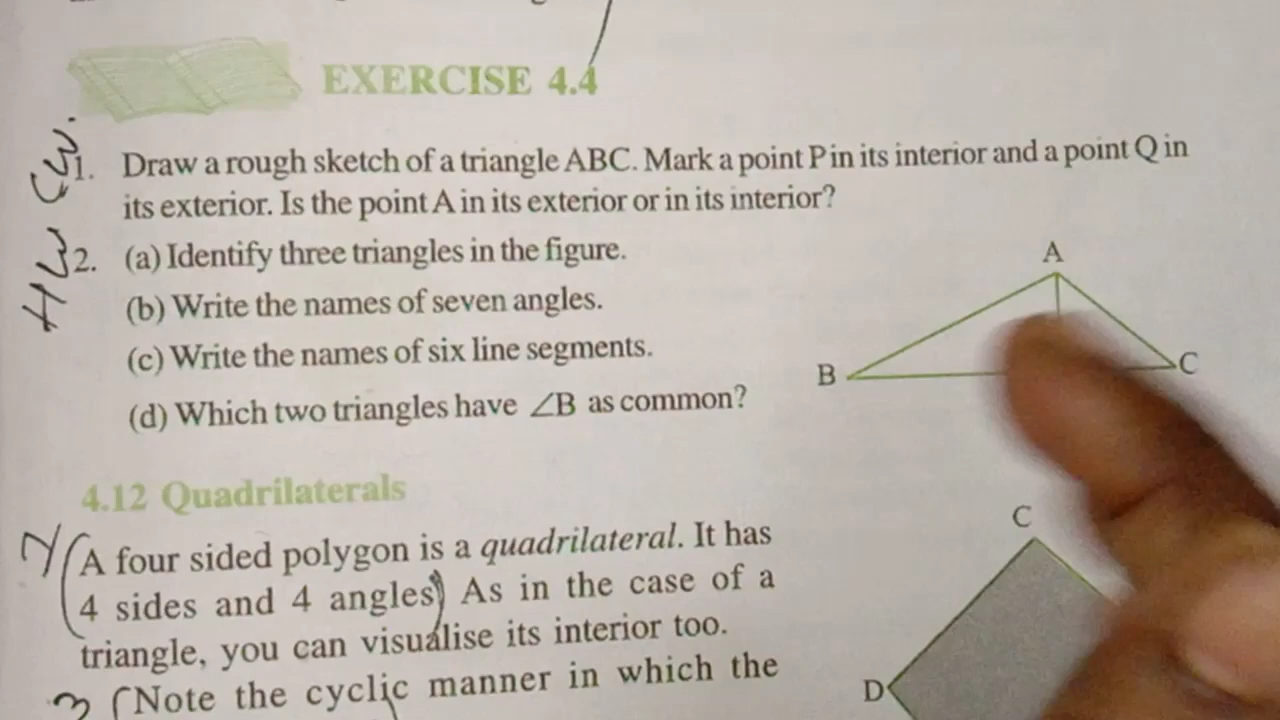 EXERCISE 4.4
CW.
1. Draw a rough sketch of a triangle ABC. Mark a point P in its interior and a point Q in
its exterior. Is the point A in its exterior or in its interior?
HW
2. (a) Identify three triangles in the figure.
(b) Write the names of seven angles.
(c) Write the names of six line segments.
(d) Which two triangles have ∠B as common?
A
B
C
4.12 Quadrilaterals
(A four sided polygon is a quadrilateral. It has
4 sides and 4 angles) As in the case of a
triangle, you can visualise its interior too.
3 (Note the cyclic manner in which the
C
D